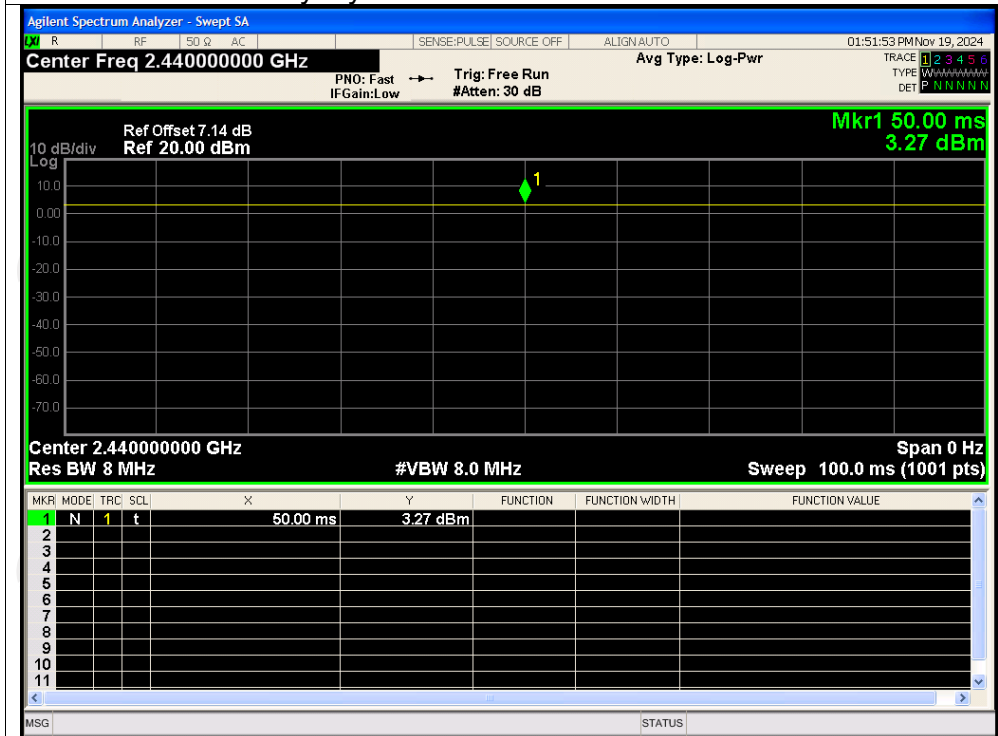 Agilent Spectrum Analyzer - Swept SA
LXI R RF 50 Ω AC SENSE:PULSE SOURCE OFF ALIGN AUTO 01:51:53 PM Nov 19, 2024
Center Freq 2.440000000 GHz
PNO: Fast
IFGain:Low
Trig: Free Run
#Atten: 30 dB
Avg Type: Log-Pwr
TRACE 1 2 3 4 5 6
TYPE W
DET P N N N N N
Mkr1 50.00 ms
3.27 dBm
Ref Offset 7.14 dB
10 dB/div Ref 20.00 dBm
Log
10.0
0.00
-10.0
-20.0
-30.0
-40.0
-50.0
-60.0
-70.0
1
Center 2.440000000 GHz Span 0 Hz
Res BW 8 MHz #VBW 8.0 MHz Sweep 100.0 ms (1001 pts)
MKR MODE TRC SCL X Y FUNCTION FUNCTION WIDTH FUNCTION VALUE
1 N 1 t 50.00 ms 3.27 dBm
2
3
4
5
6
7
8
9
10
11
MSG STATUS